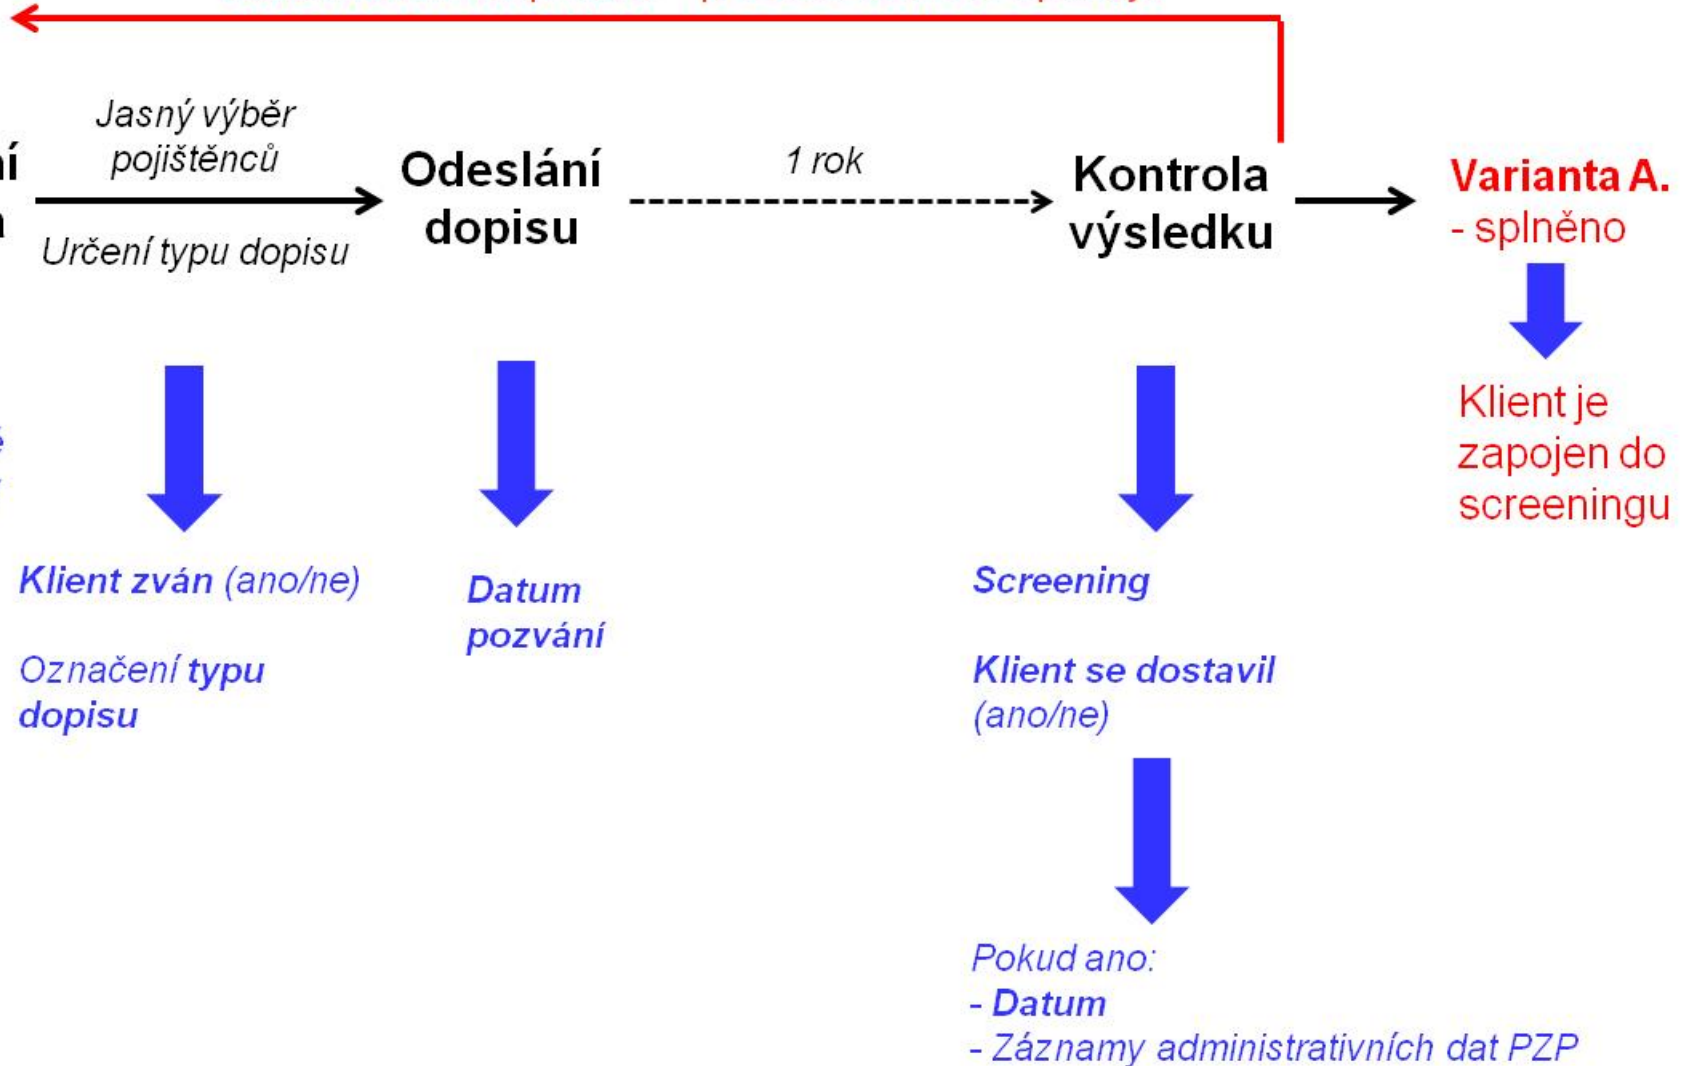 Jasný výběr
pojištěnců
Určení typu dopisu
Odeslání
dopisu
1 rok
Kontrola
výsledku
Varianta A.
- splněno
Klient je
zapojen do
screeningu
Klient zván (ano/ne)
Označení typu
dopisu
Datum
pozvání
Screening
Klient se dostavil
(ano/ne)
Pokud ano:
- Datum
- Záznamy administrativních dat PZP